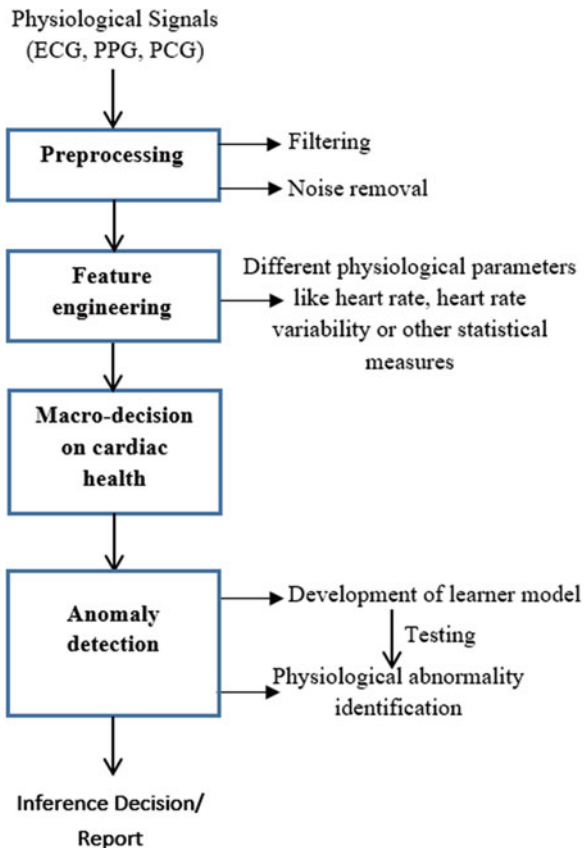 Physiological Signals
(ECG, PPG, PCG)
Preprocessing
Filtering
Noise removal
Feature
engineering
Different physiological parameters
like heart rate, heart rate
variability or other statistical
measures
Macro-decision
on cardiac
health
Anomaly
detection
Development of learner model
Testing
Physiological abnormality
identification
Inference Decision/
Report